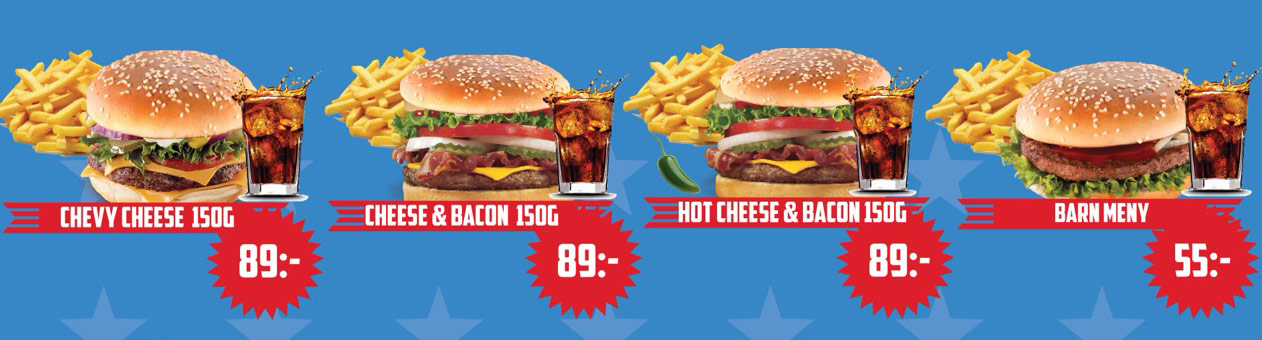 CHEVY CHEESE 150G
89:-
CHEESE & BACON 150G
89:-
HOT CHEESE & BACON 150G
89:-
BARN MENY
55:-